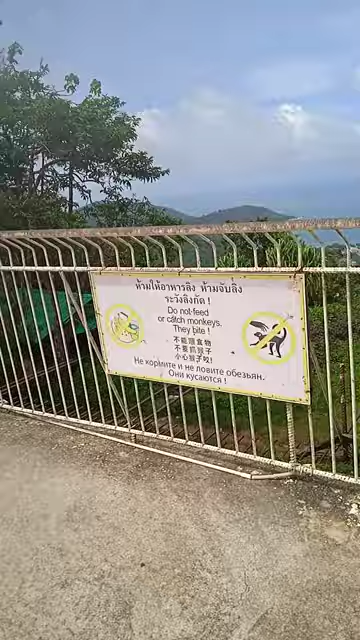 ห้ามให้อาหารลิง ห้ามจับลิง
ระวังลิงกัด !
Do not feed
or catch monkeys.
They bite !
不能喂食物
不要抓猴子
小心猴子咬!
Не кормите и не ловите обезьян.
Они кусаются !